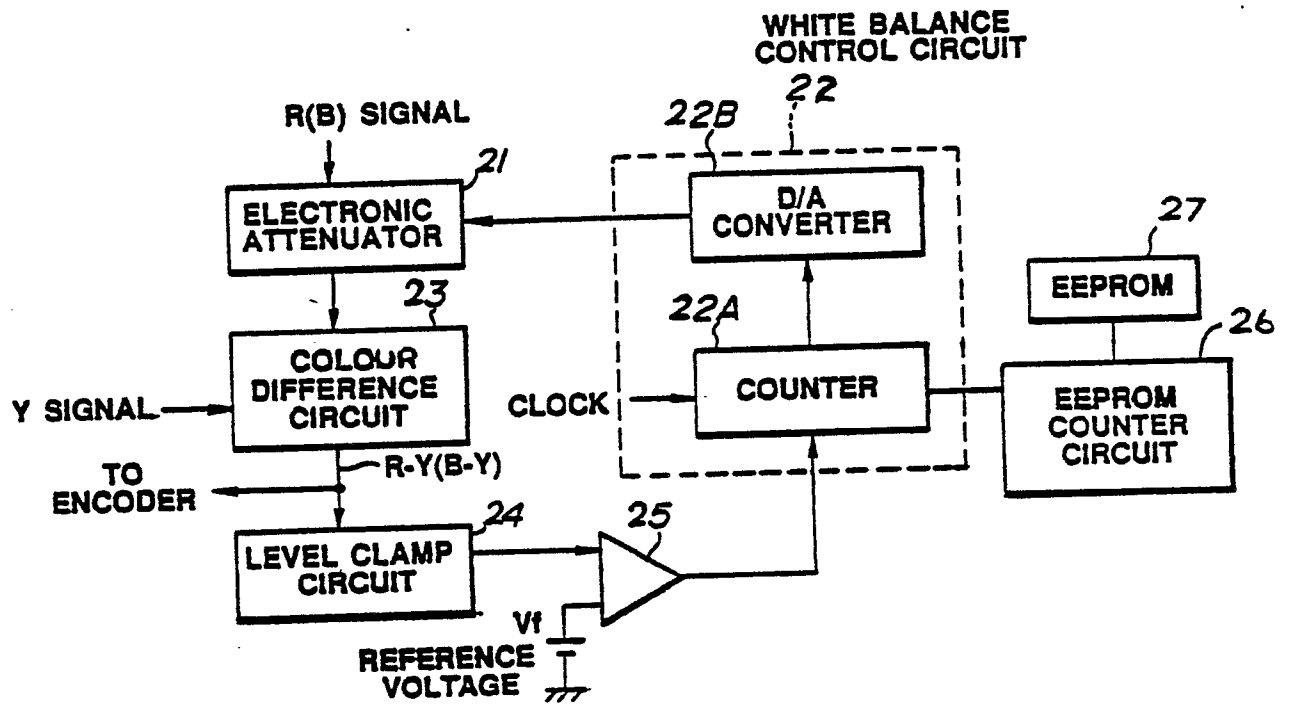 WHITE BALANCE
CONTROL CIRCUIT
22
R(B) SIGNAL
22B
21
ELECTRONIC
ATTENUATOR
D/A
CONVERTER
27
EEPROM
23
22A
26
COLOUR
DIFFERENCE
CIRCUIT
Y SIGNAL
CLOCK
COUNTER
EEPROM
COUNTER
CIRCUIT
R-Y(B-Y)
TO
ENCODER
24
25
LEVEL CLAMP
CIRCUIT
Vf
REFERENCE
VOLTAGE